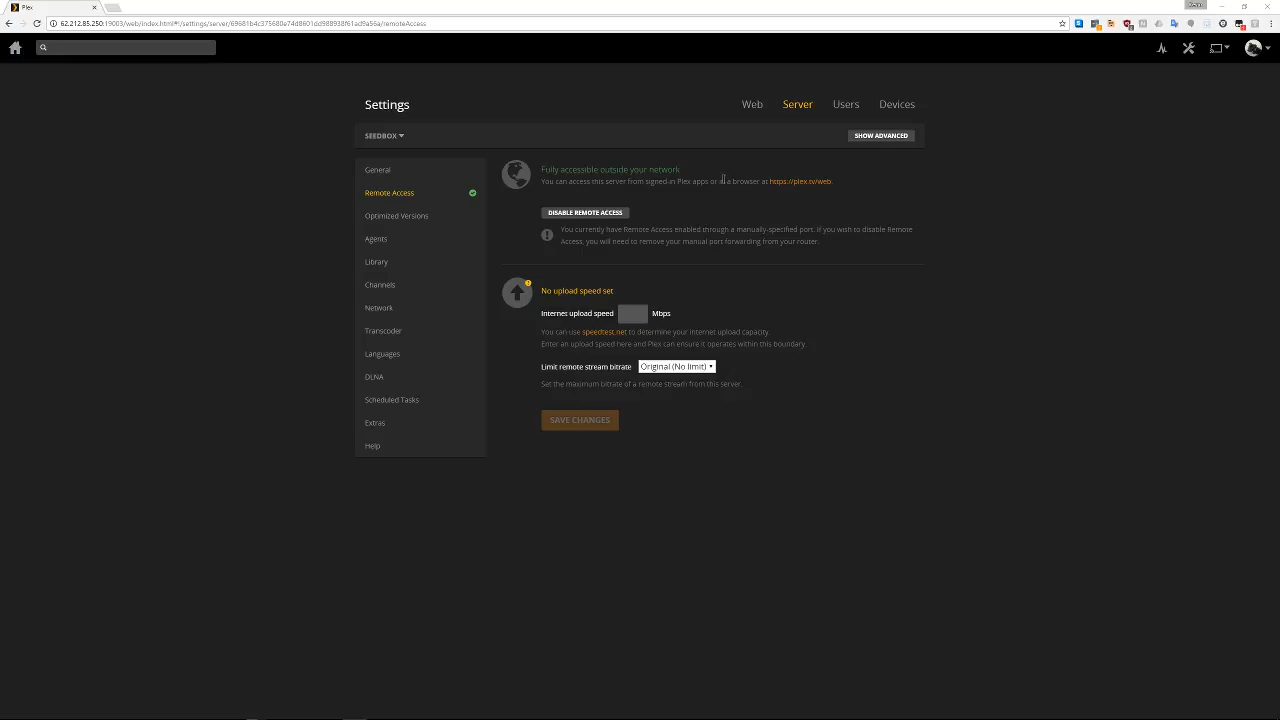 Plex
62.212.85.250:19003/web/index.html#!/settings/server/69681b4c375680e74d8601dd988938f61ad9a56a/remoteAccess
Settings
Web
Server
Users
Devices
SEEDBOX
SHOW ADVANCED
General
Remote Access
Optimized Versions
Agents
Library
Channels
Network
Transcoder
Languages
DLNA
Scheduled Tasks
Extras
Help
Fully accessible outside your network
You can access this server from signed-in Plex apps or in a browser at https://plex.tv/web.
DISABLE REMOTE ACCESS
You currently have Remote Access enabled through a manually-specified port. If you wish to disable Remote
Access, you will need to remove your manual port forwarding from your router.
No upload speed set
Internet upload speed
Mbps
You can use speedtest.net to determine your internet upload capacity.
Enter an upload speed here and Plex can ensure it operates within this boundary.
Limit remote stream bitrate
Original (No limit)
Set the maximum bitrate of a remote stream from this server.
SAVE CHANGES